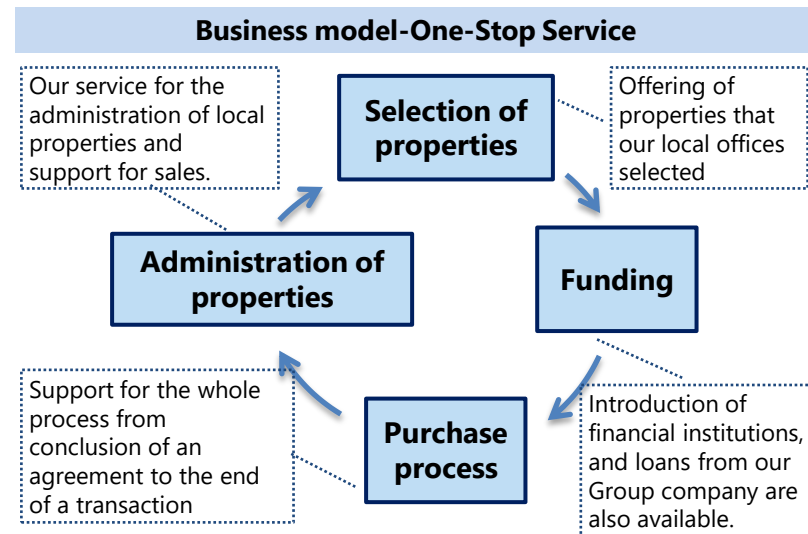 Business model-One-Stop Service
Our service for the
administration of local
properties and
support for sales.
Selection of
properties
Offering of
properties that
our local offices
selected
Administration of
properties
Funding
Support for the whole
process from
conclusion of an
agreement to the end
of a transaction
Purchase
process
Introduction of
financial institutions,
and loans from our
Group company are
also available.